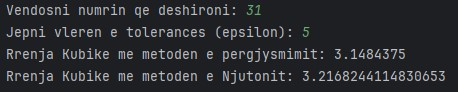 Vendosni numrin qe deshironi: 31
Jepni vleren e tolerances (epsilon): 5
Rrenja Kubike me metoden e pergjysmimit: 3.1484375
Rrenja Kubike me metoden e Njutonit: 3.2168244114830653